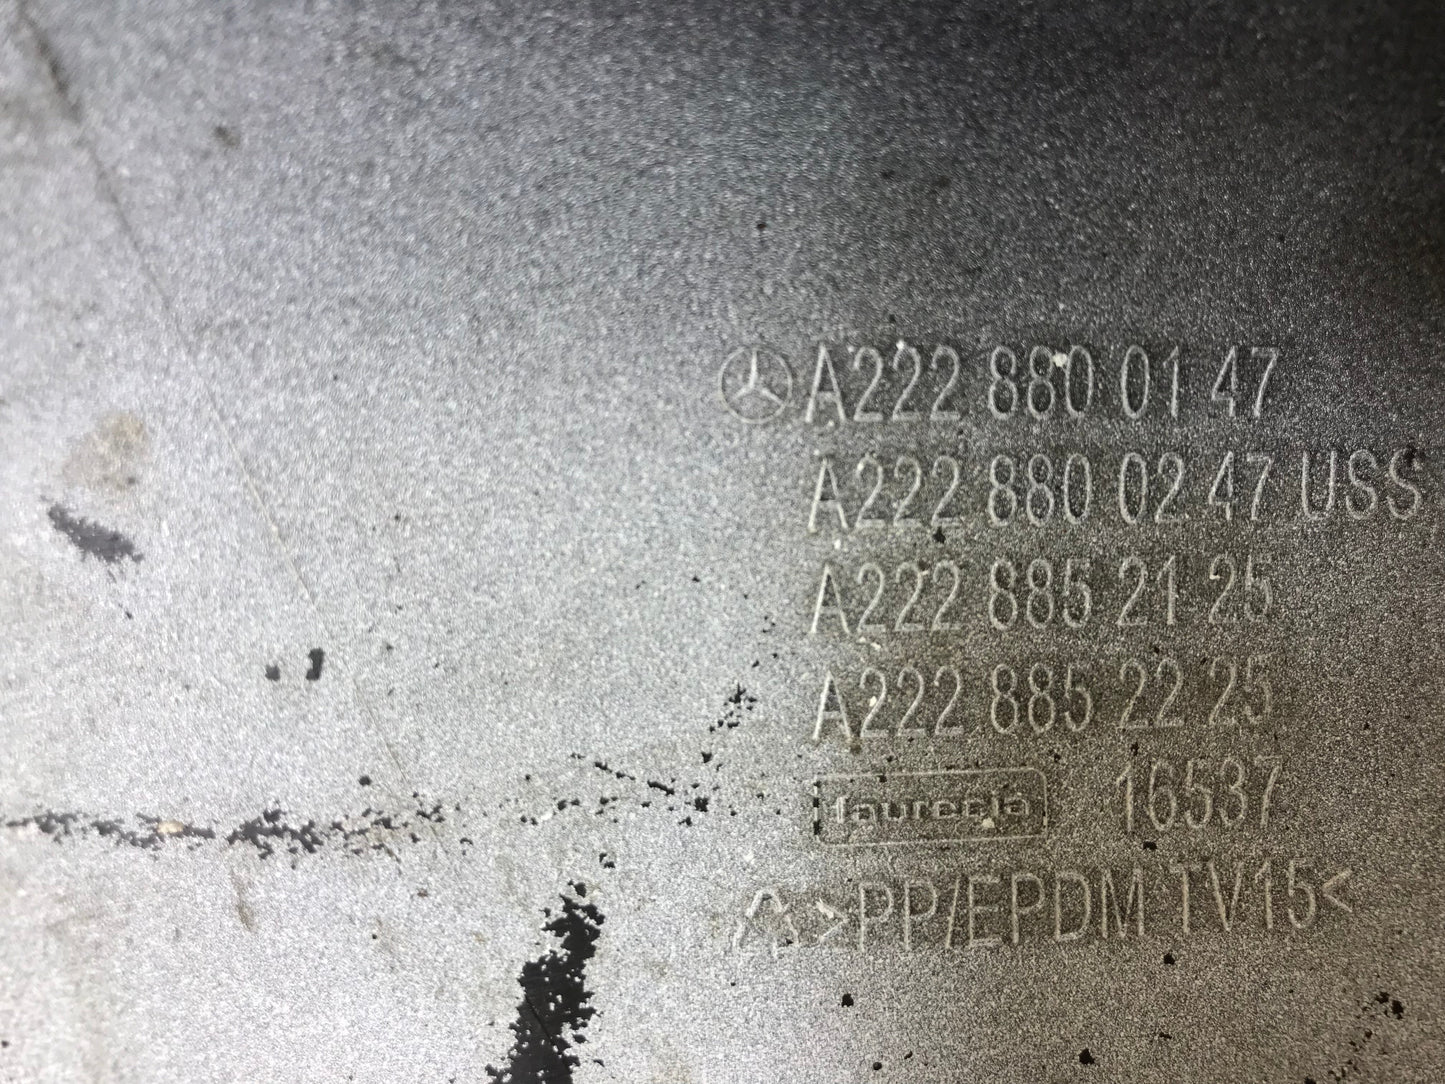 A222 880 01 47
A222 880 02 47 USS
A222 885 21 25
A222 885 22 25
faurecia 16537
>PP/EPDM TV15<